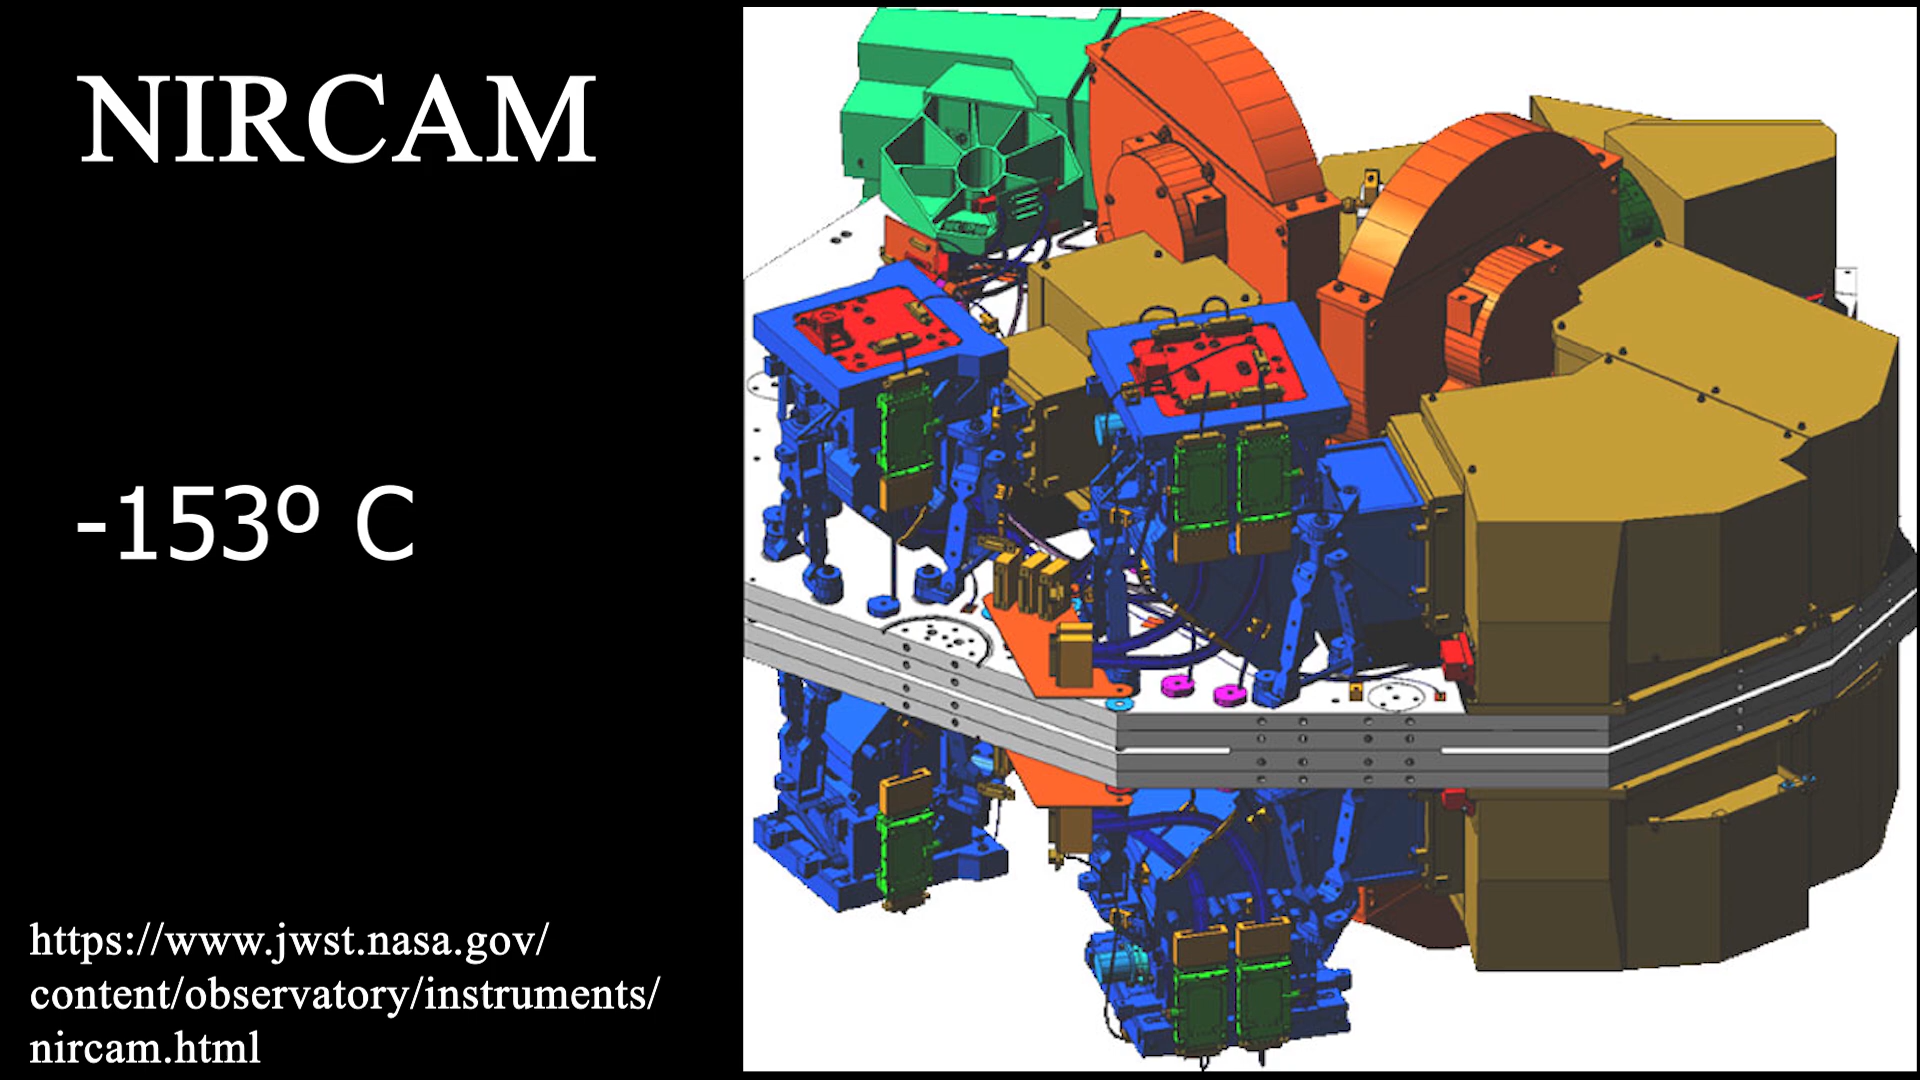 NIRCAM
-153º C
https://www.jwst.nasa.gov/
content/observatory/instruments/
nircam.html